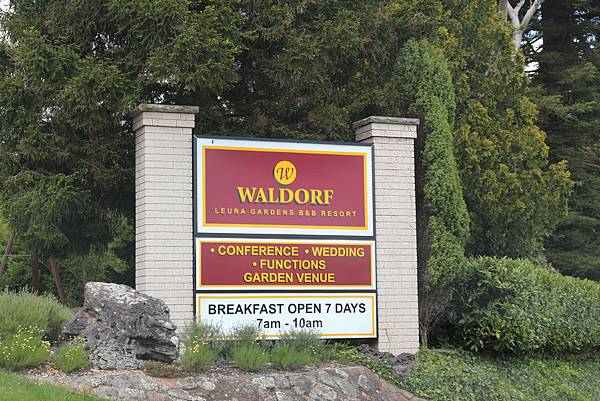 W
WALDORF
LEURA GARDENS B&B RESORT
• CONFERENCE • WEDDING
• FUNCTIONS
GARDEN VENUE
BREAKFAST OPEN 7 DAYS
7am - 10am